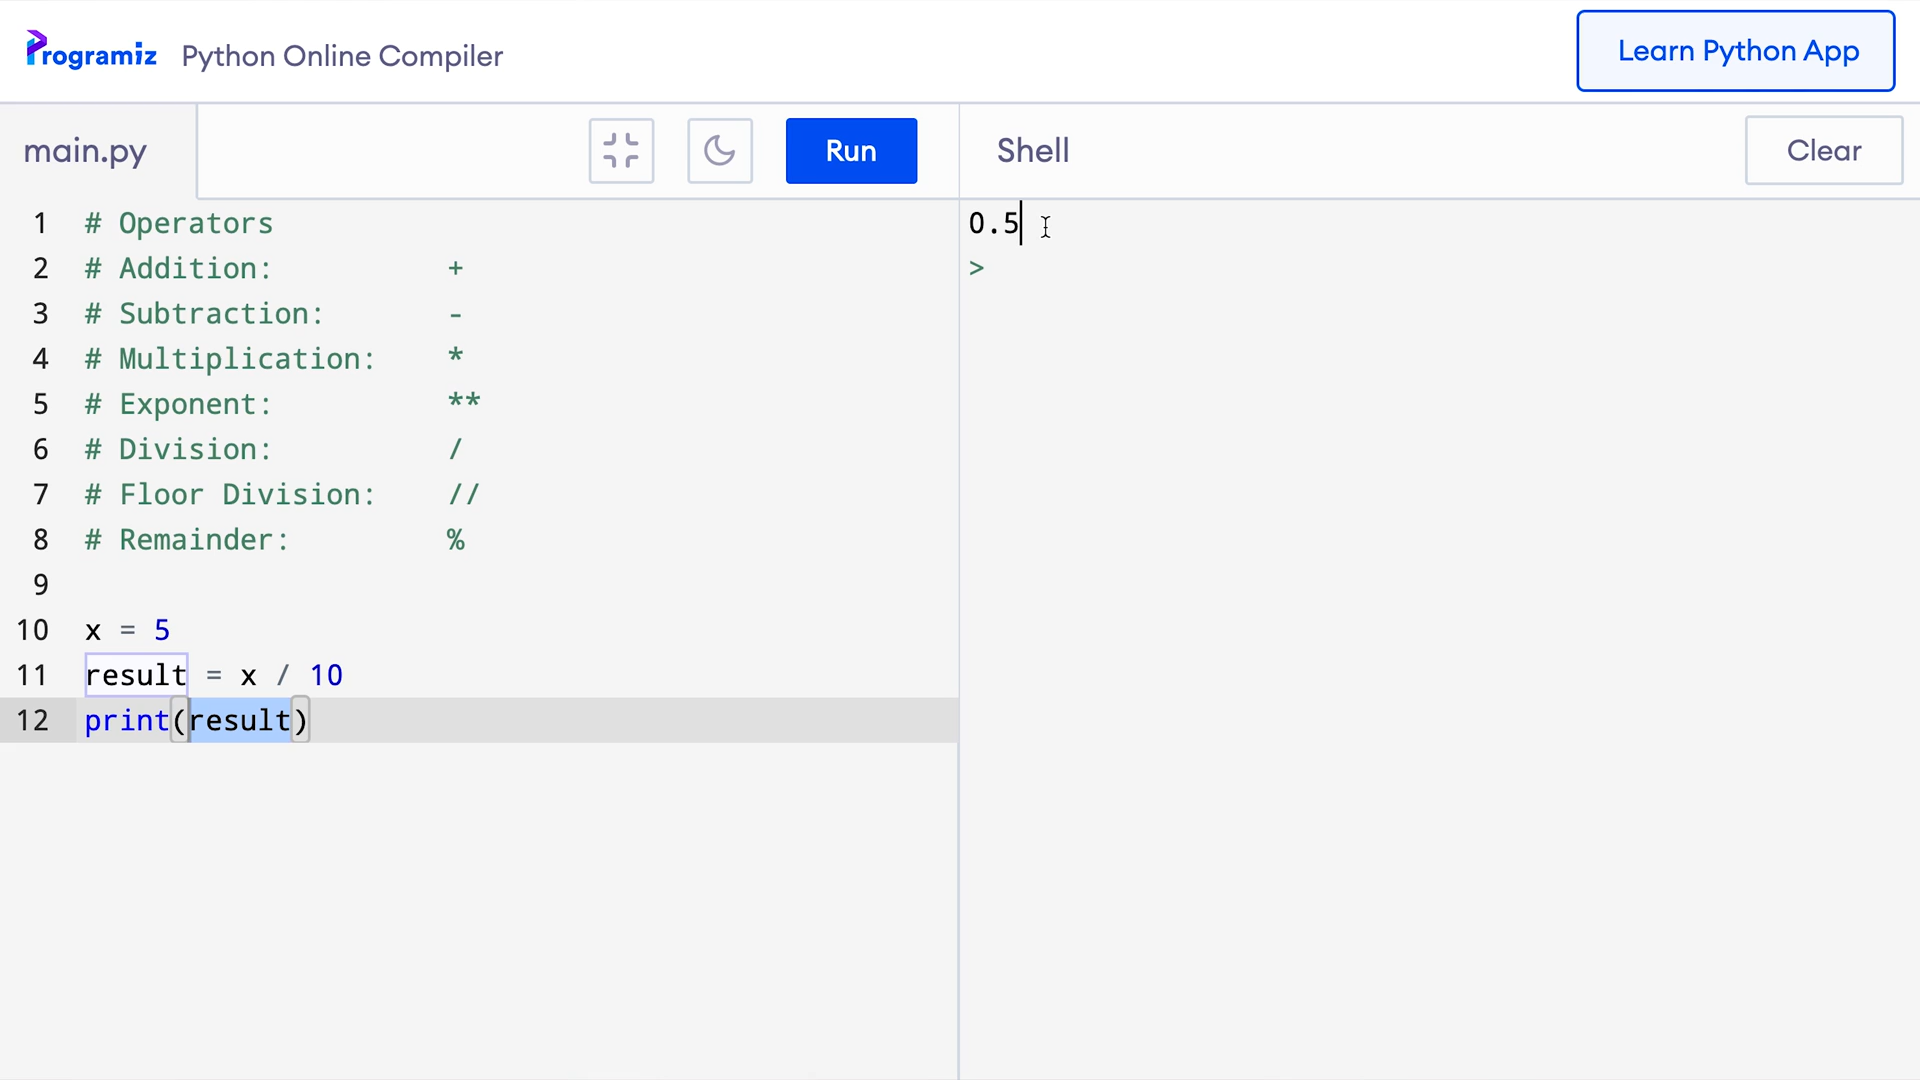 Programiz Python Online Compiler Learn Python App
main.py Run Shell Clear
1 # Operators
2 # Addition: +
3 # Subtraction: -
4 # Multiplication: *
5 # Exponent: **
6 # Division: /
7 # Floor Division: //
8 # Remainder: %
9
10 x = 5
11 result = x / 10
12 print(result)
0.5
>